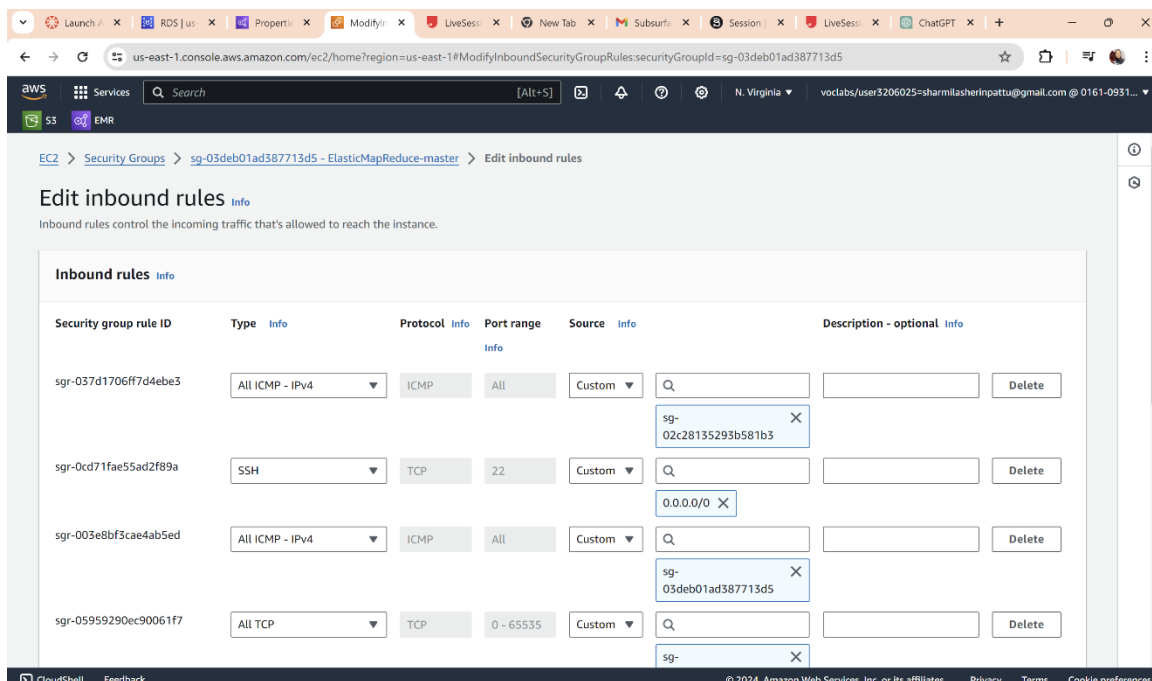 Launch A
RDS | us-
Propertie
Modifyin
LiveSessi
New Tab
Subsurfa
Session |
LiveSessi
ChatGPT
us-east-1.console.aws.amazon.com/ec2/home?region=us-east-1#ModifyInboundSecurityGroupRules:securityGroupId=sg-03deb01ad387713d5
aws Services Search [Alt+S] N. Virginia voclabs/user3206025=sharmilasherinpattu@gmail.com @ 0161-0931...
S3 EMR
EC2 > Security Groups > sg-03deb01ad387713d5 - ElasticMapReduce-master > Edit inbound rules
Edit inbound rules Info
Inbound rules control the incoming traffic that's allowed to reach the instance.
Inbound rules Info
Security group rule ID Type Info Protocol Info Port range Source Info Description - optional Info
Info
sgr-037d1706ff7d4ebe3 All ICMP - IPv4 ICMP All Custom Delete
sg-
02c28135293b581b3
sgr-0cd71fae55ad2f89a SSH TCP 22 Custom Delete
0.0.0.0/0
sgr-003e8bf3cae4ab5ed All ICMP - IPv4 ICMP All Custom Delete
sg-
03deb01ad387713d5
sgr-05959290ec90061f7 All TCP TCP 0 - 65535 Custom Delete
sg-
CloudShell Feedback © 2024, Amazon Web Services, Inc. or its affiliates. Privacy Terms Cookie preferences